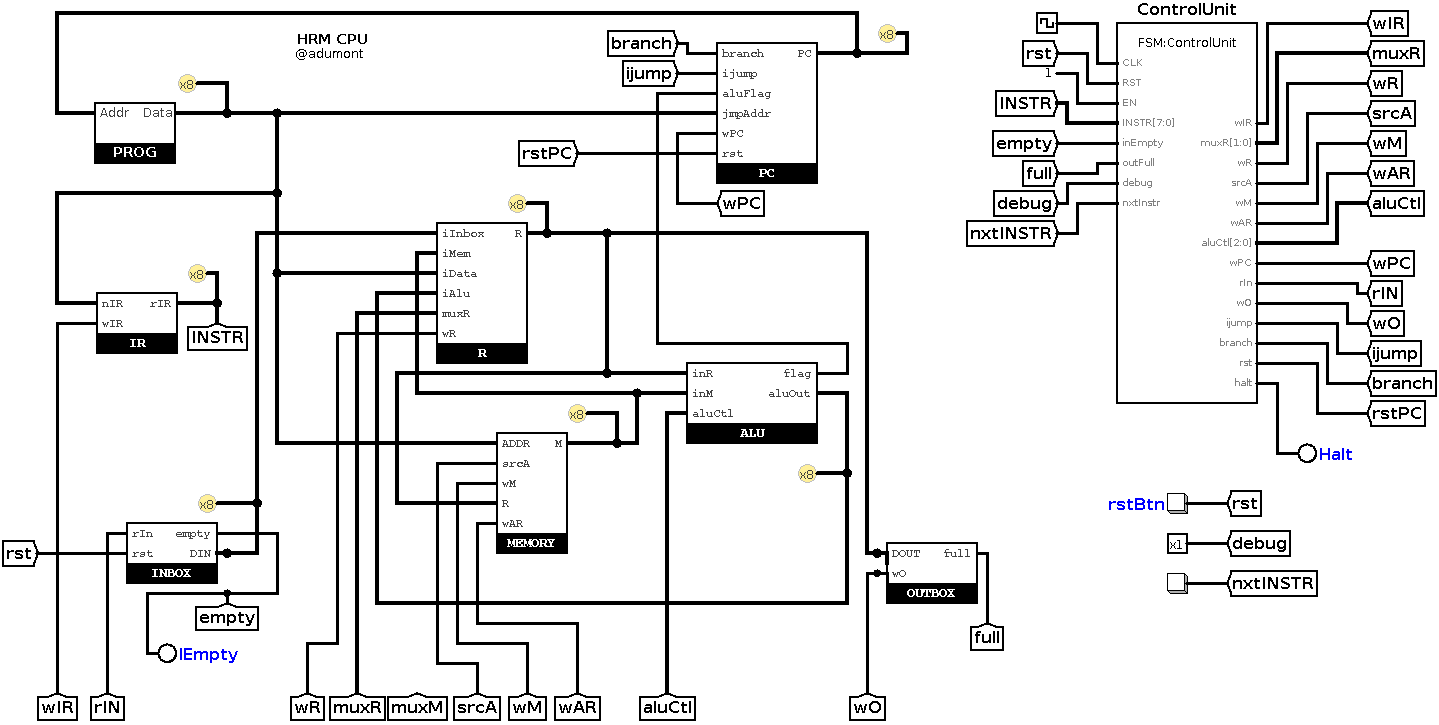 HRM CPU
@adumont
x8
x8
Addr Data
PROG
branch
ijump
rstPC
branch PC
ijump
aluFlag
jmpAddr
wPC
rst
PC
wPC
x8
nIR rIR
wIR
IR
INSTR
x8
iInbox R
iMem
iData
iAlu
muxR
wR
R
inR flag
inM aluOut
aluCtl
ALU
x8
ADDR M
srcA
wM
R
wAR
MEMORY
x8
x8
rst
rIn empty
rst DIN
INBOX
empty
lEmpty
DOUT full
wO
OUTBOX
full
wIR
rIN
wR
muxR
muxM
srcA
wM
wAR
aluCtl
wO
ControlUnit
FSM:ControlUnit
rst
1
INSTR
empty
full
debug
nxtINSTR
CLK
RST
EN
INSTR[7:0]
inEmpty
outFull
debug
nxtInstr
wIR
muxR[1:0]
wR
srcA
wM
wAR
aluCtl[2:0]
wPC
rIn
wO
ijump
branch
rst
halt
wIR
muxR
wR
srcA
wM
wAR
aluCtl
wPC
rIN
wO
ijump
branch
rstPC
Halt
rstBtn rst
x1 debug
nxtINSTR